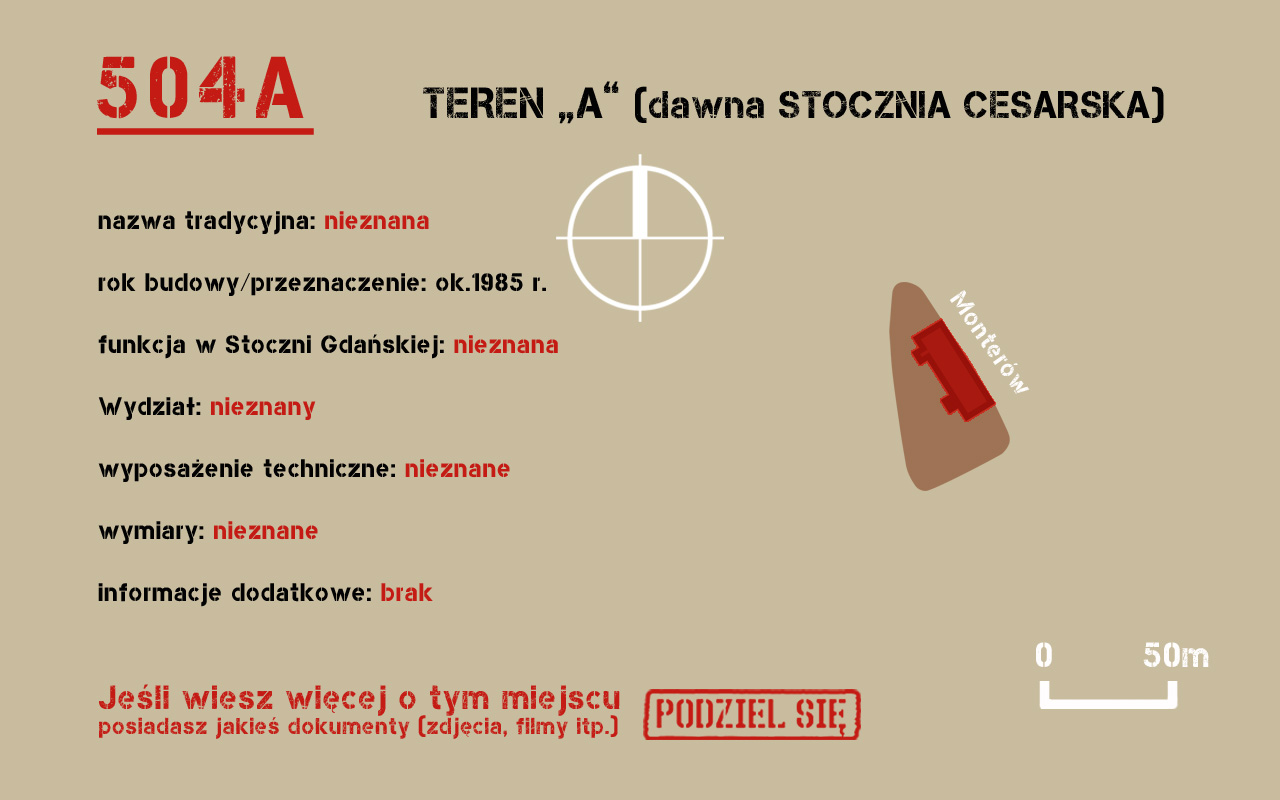 504A
TEREN „A“ (dawna STOCZNIA CESARSKA)
nazwa tradycyjna: nieznana
rok budowy/przeznaczenie: ok.1985 r.
funkcja w Stoczni Gdańskiej: nieznana
Wydział: nieznany
wyposażenie techniczne: nieznane
wymiary: nieznane
informacje dodatkowe: brak
Monterów
0 50m
Jeśli wiesz więcej o tym miejscu
posiadasz jakieś dokumenty (zdjęcia, filmy itp.)
PODZIEL SIĘ